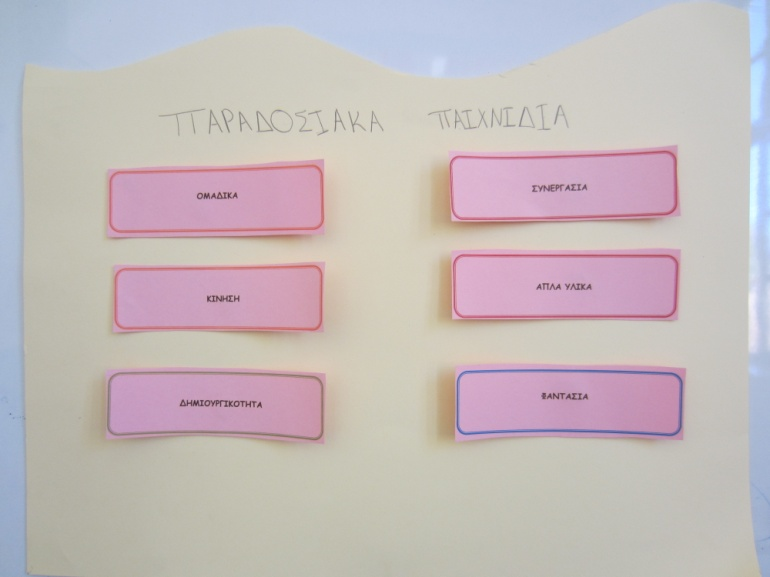 ΠΑΡΑΔΟΣΙΑΚΑ ΠΑΙΧΝΙΔΙΑ
ΟΜΑΔΙΚΑ
ΣΥΝΕΡΓΑΣΙΑ
ΚΙΝΗΣΗ
ΑΠΛΑ ΥΛΙΚΑ
ΔΗΜΙΟΥΡΓΙΚΟΤΗΤΑ
ΦΑΝΤΑΣΙΑ